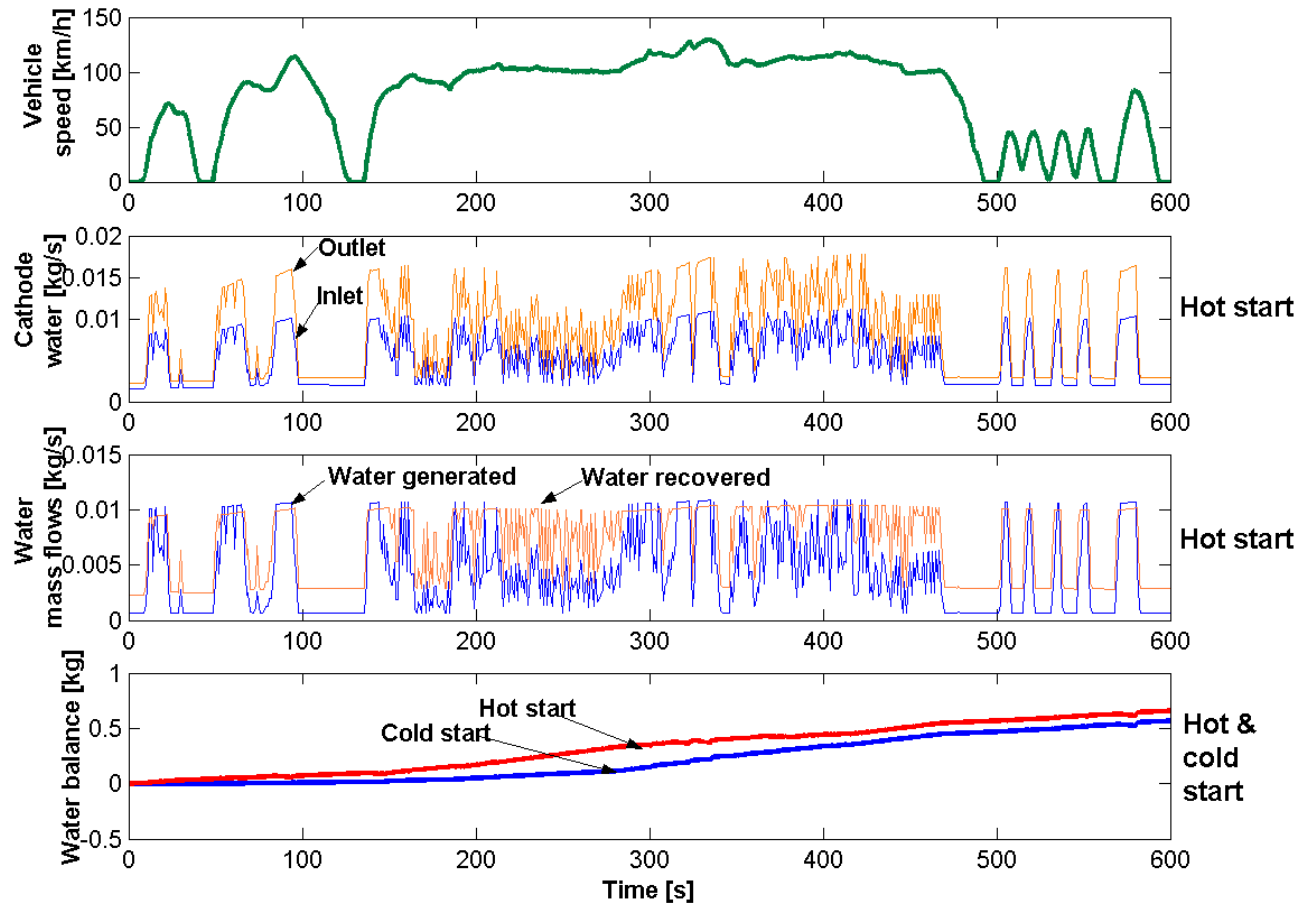 Vehicle
speed [km/h]
150
100
50
0
0 100 200 300 400 500 600
Cathode
water [kg/s]
0.02
0.015
0.01
0
Outlet
Inlet
Hot start
0 100 200 300 400 500 600
Water
mass flows [kg/s]
0.015
0.01
0.005
0
Water generated
Water recovered
Hot start
0 100 200 300 400 500 600
Water balance [kg]
1
0.5
0
-0.5
Hot start
Cold start
Hot &
cold
start
0 100 200 300 400 500 600
Time [s]